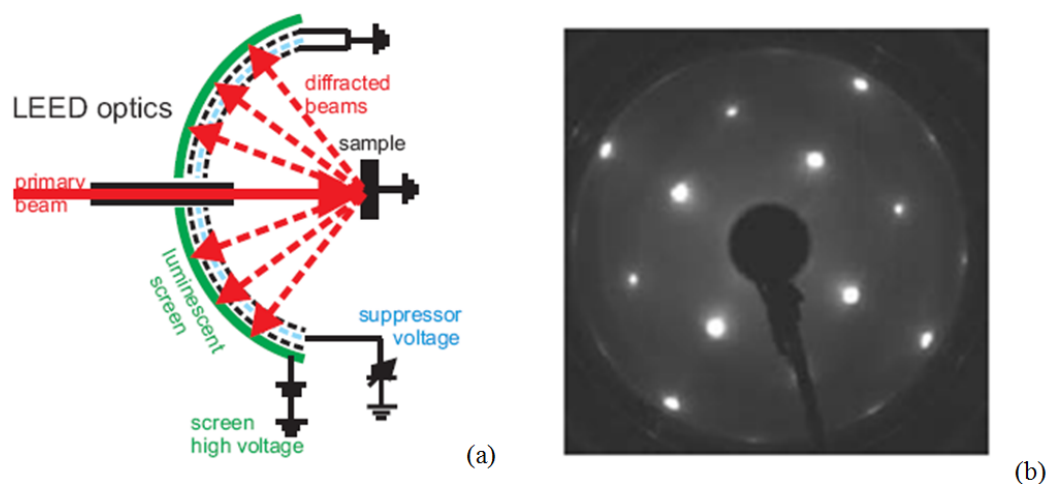 LEED optics
diffracted
beams
sample
primary
beam
luminescent
screen
suppressor
voltage
screen
high voltage
(a)
(b)